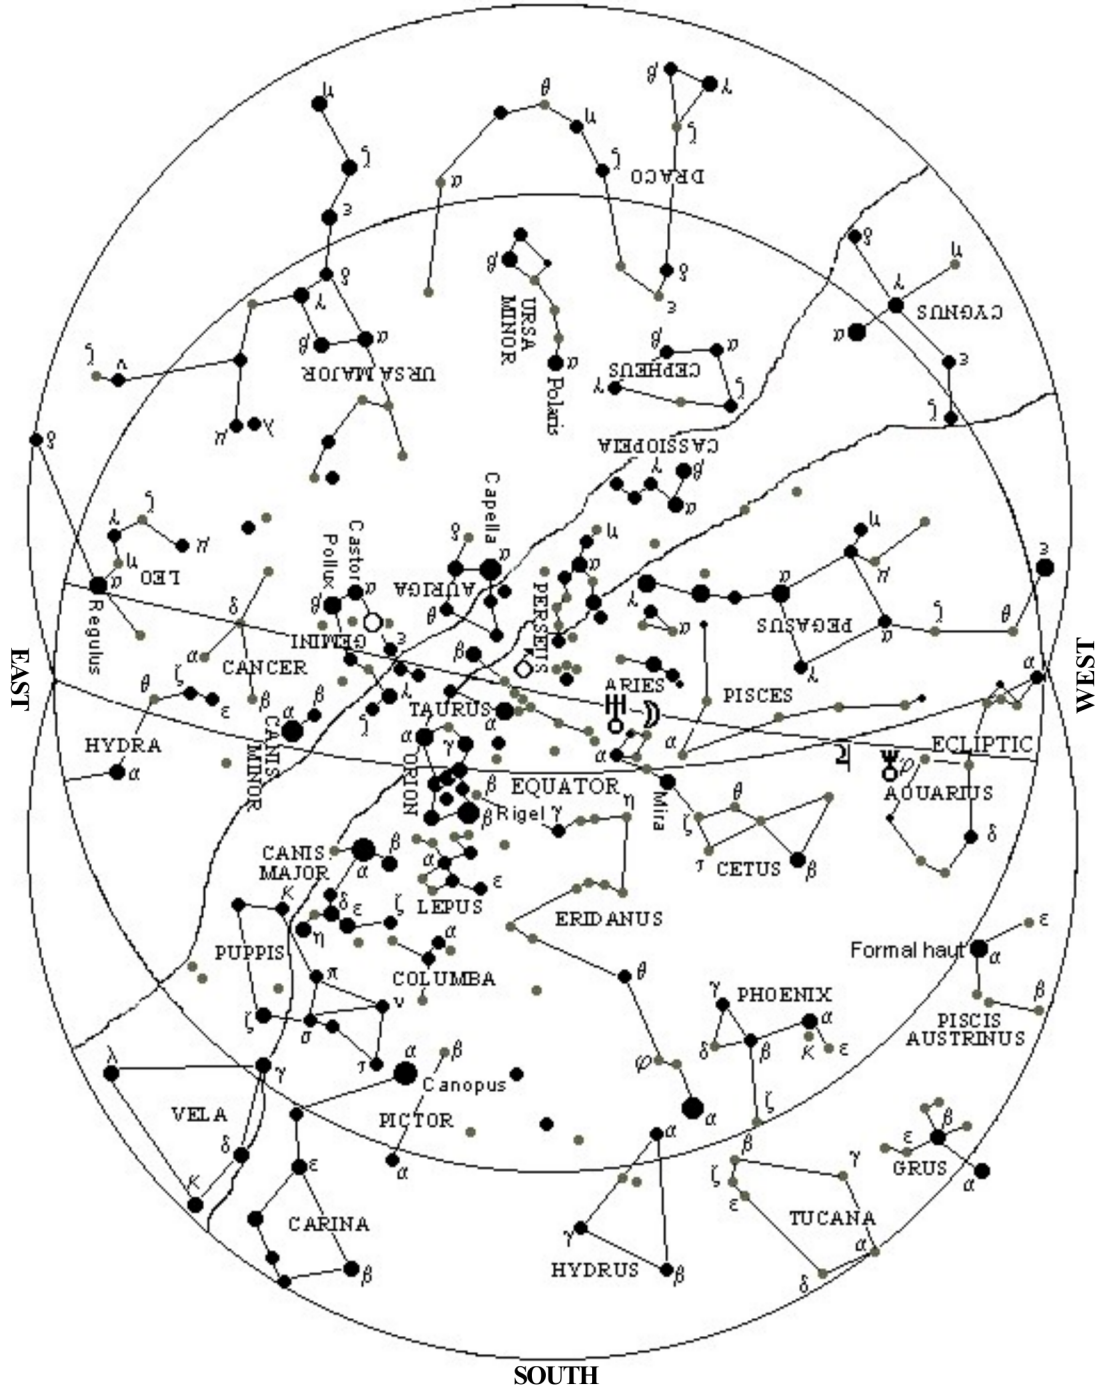 μ
ζ
ε
δ
γ
β
α
URSA MAJOR
ζ
ν
μ
λ
α
θ
μ
ζ
β
γ
ζ
DRACO
δ
ε
β
URSA
MINOR
α
Polaris
β
α
CEPHEUS
γ
ζ
δ
μ
γ
CYGNUS
α
ε
ζ
CASSIOPEIA
γ
β
α
δ
γ
ζ
μ
μ
α
LEO
Regulus
Castor
Pollux
α
β
GEMINI
ε
γ
ζ
Capella
δ
α
AURIGA
θ
β
μ
α
PERSEUS
γ
α
α
η
μ
PEGASUS
α
γ
ζ
θ
ε
α
EAST
WEST
δ
α
CANCER
β
θ
ζ
ε
HYDRA
α
β
α
CANIS
MINOR
TAURUS
α
ARIES
PISCES
α
α
ECLIPTIC
EQUATOR
α
γ
ORION
β
β
Rigel
γ
η
Mira
ζ
θ
τ
CETUS
β
φ
AQUARIUS
δ
CANIS
MAJOR
β
α
δ
ε
ζ
η
α
ε
LEPUS
ERIDANUS
θ
φ
α
κ
PUPPIS
π
ν
ζ
σ
τ
α
COLUMBA
γ
PHOENIX
α
δ
β
κ
ε
ζ
Formal haut
ε
α
β
PISCIS
AUSTRINUS
λ
γ
VELA
δ
κ
α
β
Canopus
PICTOR
α
ε
CARINA
β
α
γ
HYDRUS
β
β
ζ
ε
γ
TUCANA
α
δ
ε
β
GRUS
α
SOUTH